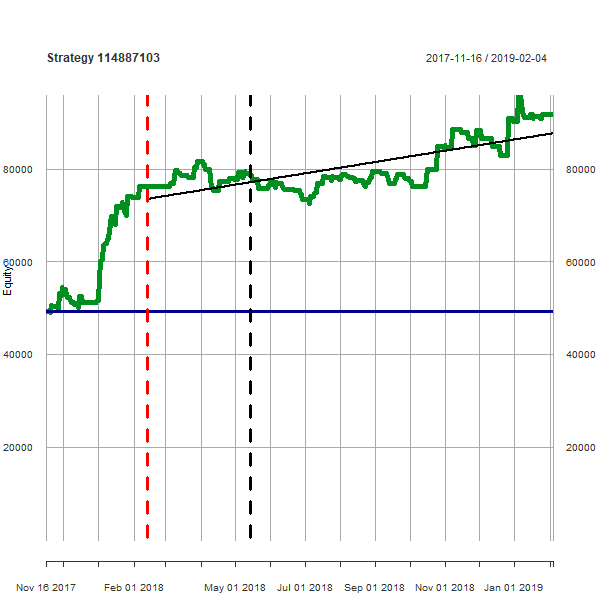 Strategy 114887103
2017-11-16 / 2019-02-04
Equity
80000
80000
60000
60000
40000
40000
20000
20000
Nov 16 2017
Feb 01 2018
May 01 2018
Jul 01 2018
Sep 01 2018
Nov 01 2018
Jan 01 2019